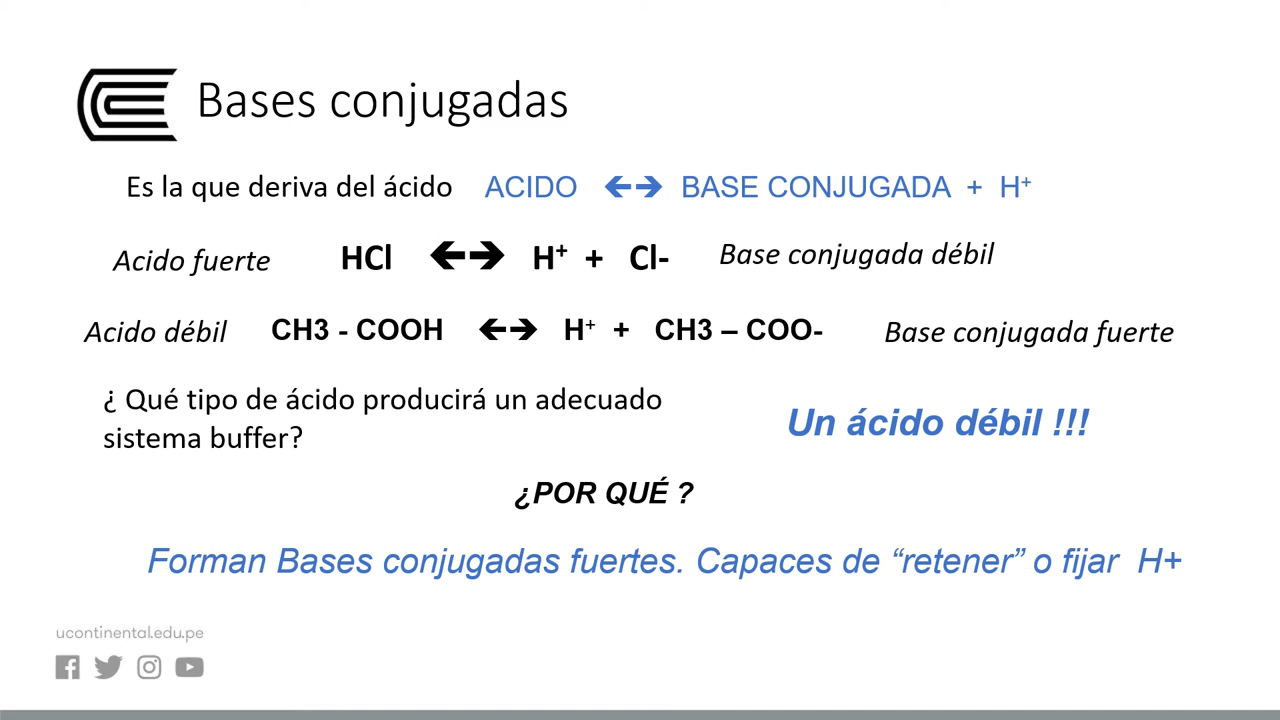 Bases conjugadas
Es la que deriva del ácido ACIDO 🡨🡪 BASE CONJUGADA + H⁺
Acido fuerte HCl 🡨🡪 H⁺ + Cl- Base conjugada débil
Acido débil CH3 - COOH 🡨🡪 H⁺ + CH3 – COO- Base conjugada fuerte
¿ Qué tipo de ácido producirá un adecuado
sistema buffer?
Un ácido débil !!!
¿POR QUÉ ?
Forman Bases conjugadas fuertes. Capaces de “retener” o fijar H+
ucontinental.edu.pe